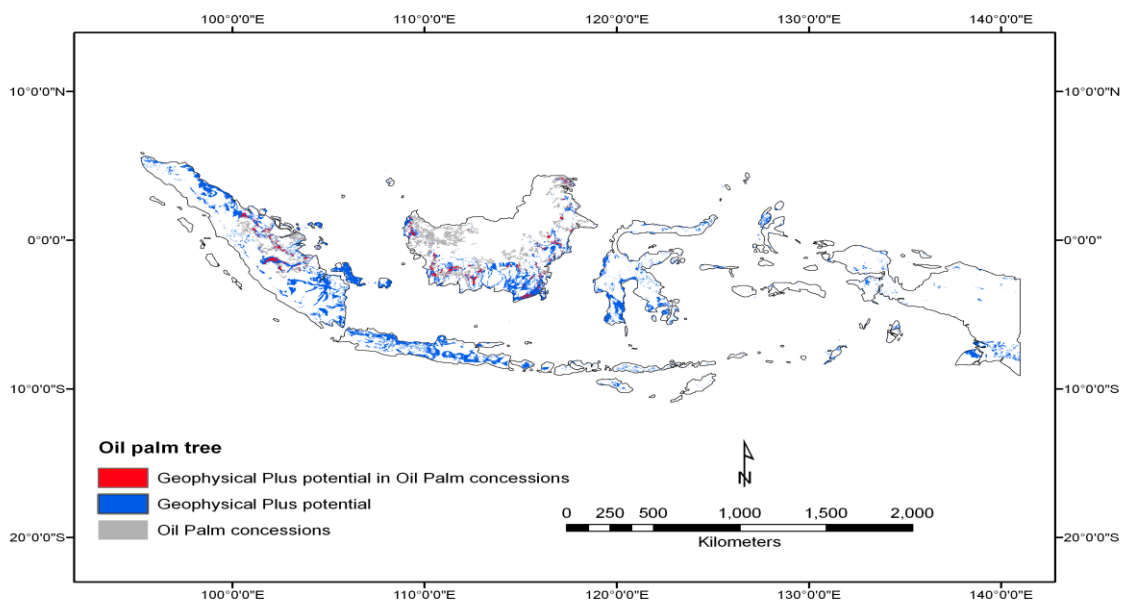 100°0'0"E 110°0'0"E 120°0'0"E 130°0'0"E 140°0'0"E
10°0'0"N 10°0'0"N
0°0'0" 0°0'0"
10°0'0"S 10°0'0"S
Oil palm tree
Geophysical Plus potential in Oil Palm concessions
Geophysical Plus potential
Oil Palm concessions
N
0 250 500 1,000 1,500 2,000
Kilometers
20°0'0"S 20°0'0"S
100°0'0"E 110°0'0"E 120°0'0"E 130°0'0"E 140°0'0"E